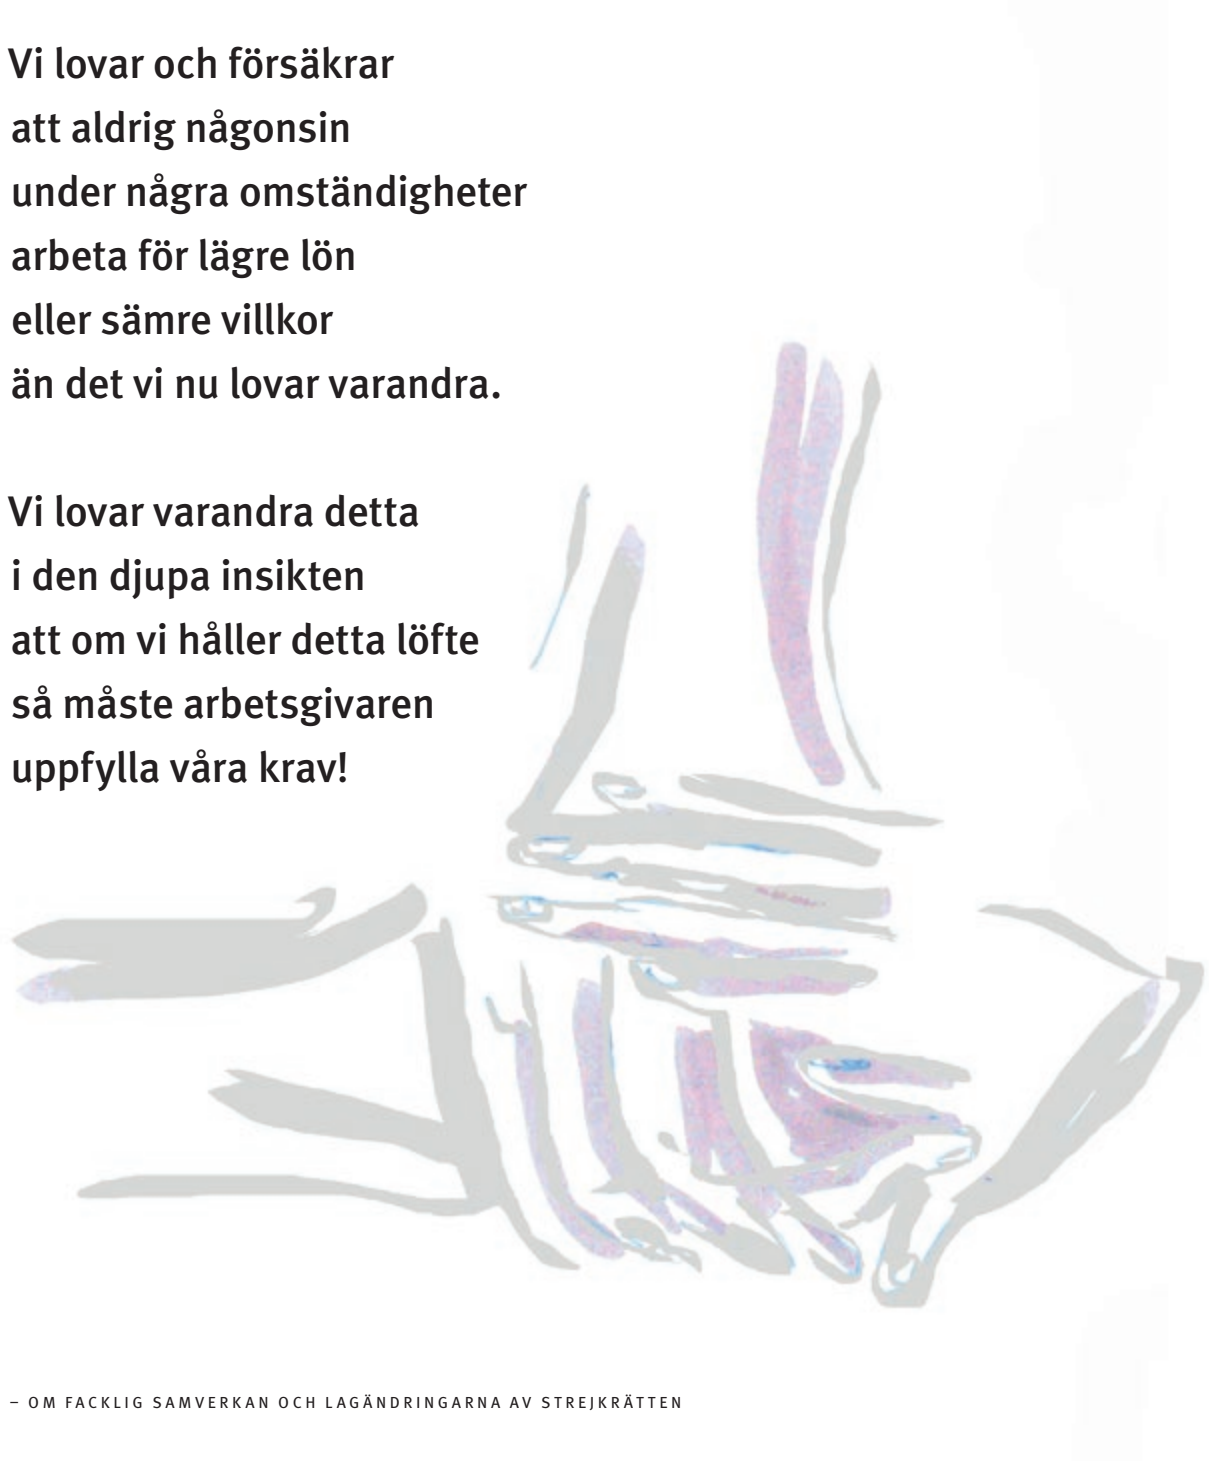 Vi lovar och försäkrar
att aldrig någonsin
under några omständigheter
arbeta för lägre lön
eller sämre villkor
än det vi nu lovar varandra.
Vi lovar varandra detta
i den djupa insikten
att om vi håller detta löfte
så måste arbetsgivaren
uppfylla våra krav!
– OM FACKLIG SAMVERKAN OCH LAGÄNDRINGARNA AV STREJKRÄTTEN